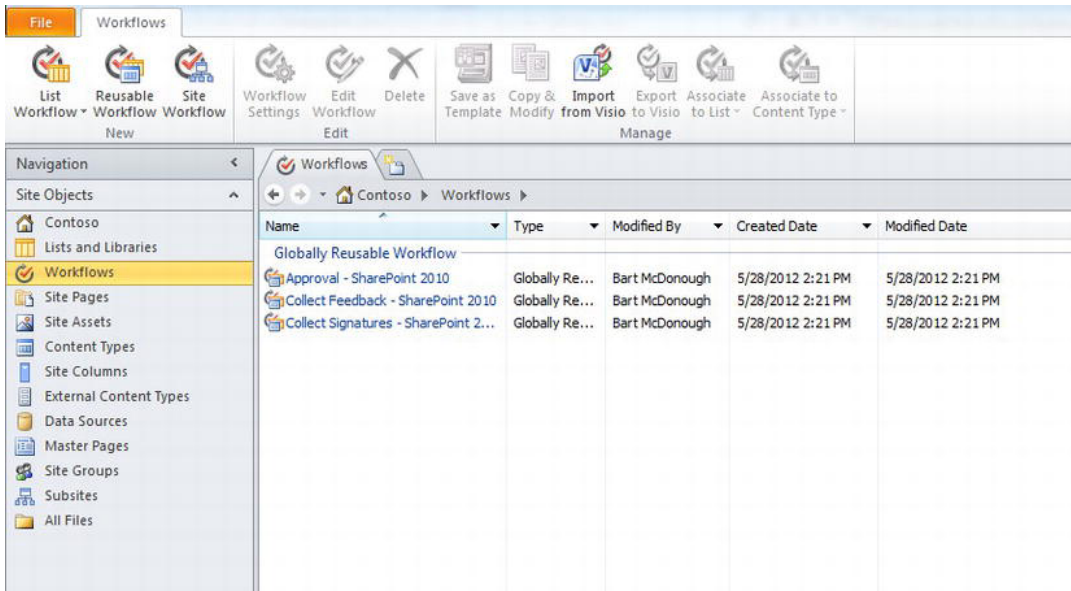 File Workflows
List Workflow Reusable Workflow Site Workflow Workflow Settings Edit Workflow Delete Save as Template Copy & Modify Import from Visio Export to Visio Associate to List Associate to Content Type
New Edit Manage
Navigation
Site Objects
Contoso
Lists and Libraries
Workflows
Site Pages
Site Assets
Content Types
Site Columns
External Content Types
Data Sources
Master Pages
Site Groups
Subsites
All Files
Workflows
Contoso Workflows
Name Type Modified By Created Date Modified Date
Globally Reusable Workflow
Approval - SharePoint 2010 Globally Re... Bart McDonough 5/28/2012 2:21 PM 5/28/2012 2:21 PM
Collect Feedback - SharePoint 2010 Globally Re... Bart McDonough 5/28/2012 2:21 PM 5/28/2012 2:21 PM
Collect Signatures - SharePoint 2... Globally Re... Bart McDonough 5/28/2012 2:21 PM 5/28/2012 2:21 PM